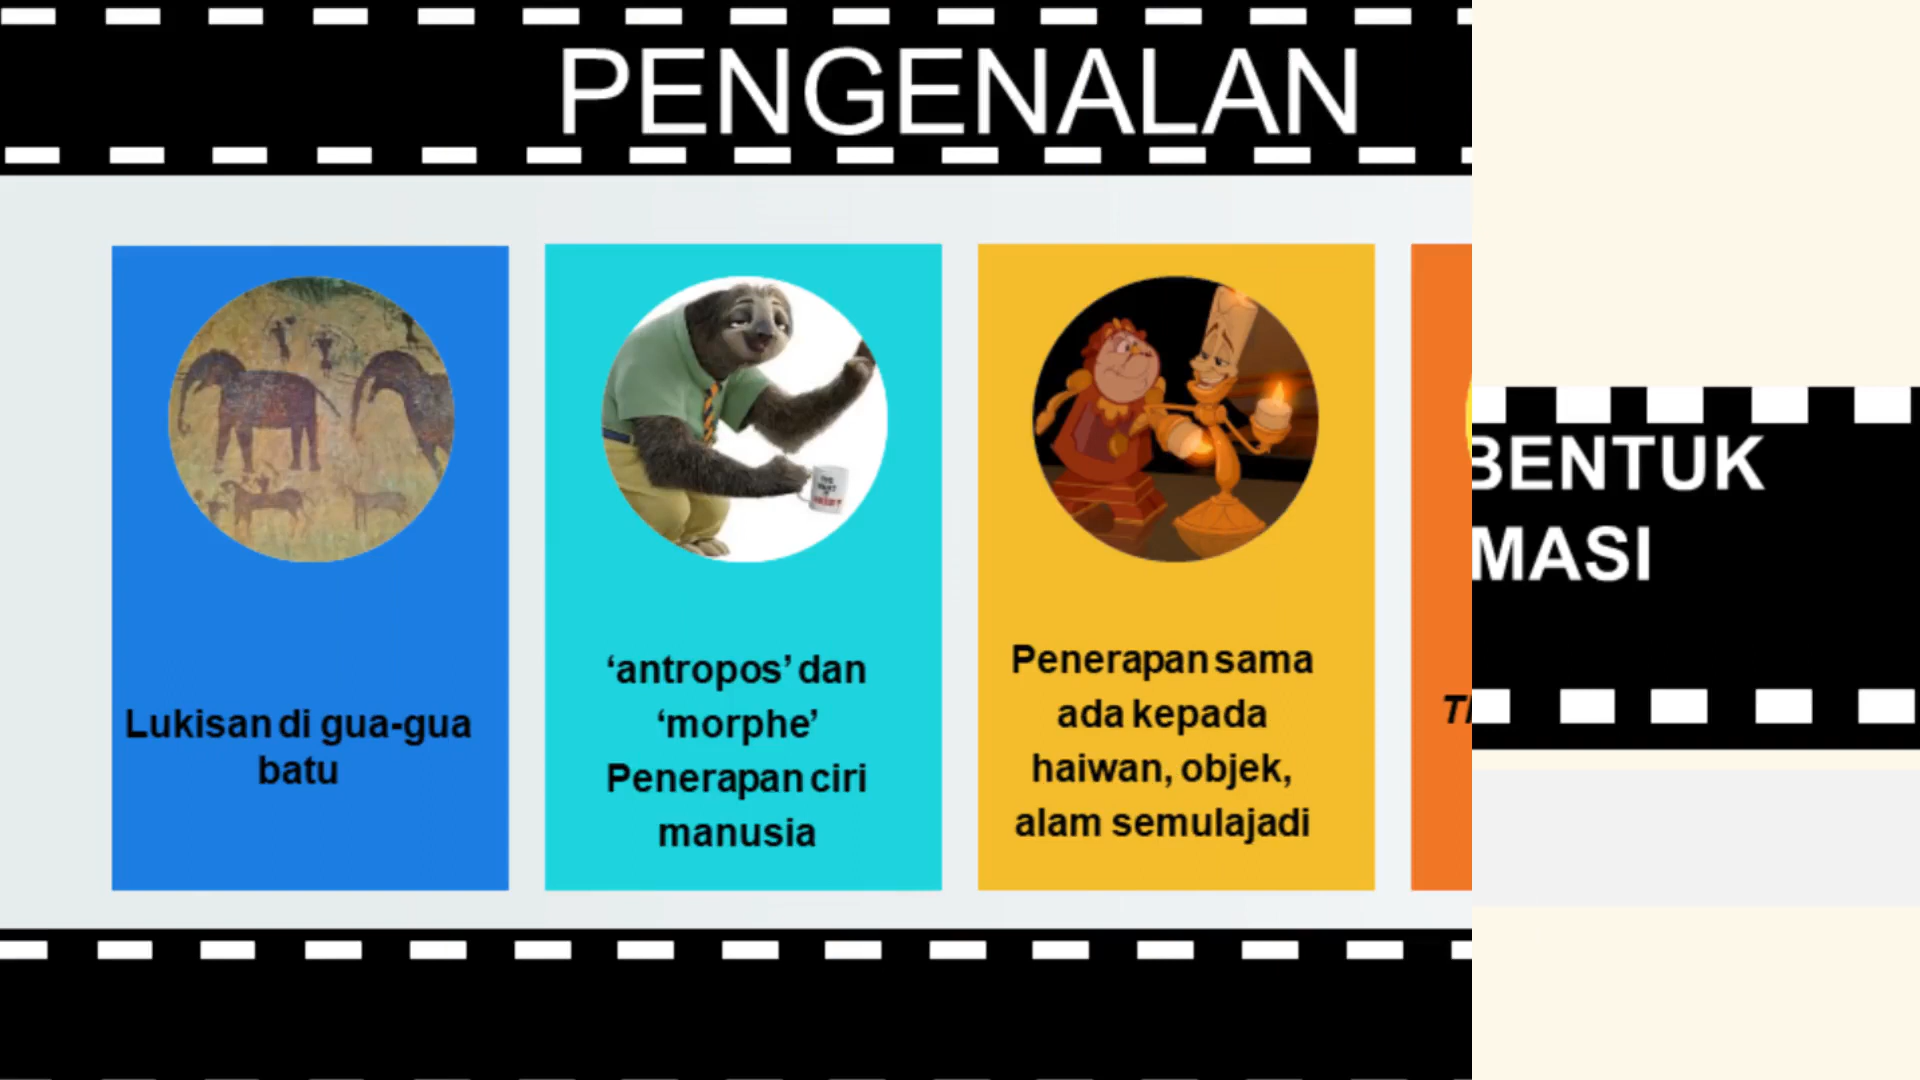 PENGENALAN
Lukisan di gua-gua
batu
‘antropos’ dan
‘morphe’
Penerapan ciri
manusia
Penerapan sama
ada kepada
haiwan, objek,
alam semulajadi
BENTUK
MASI